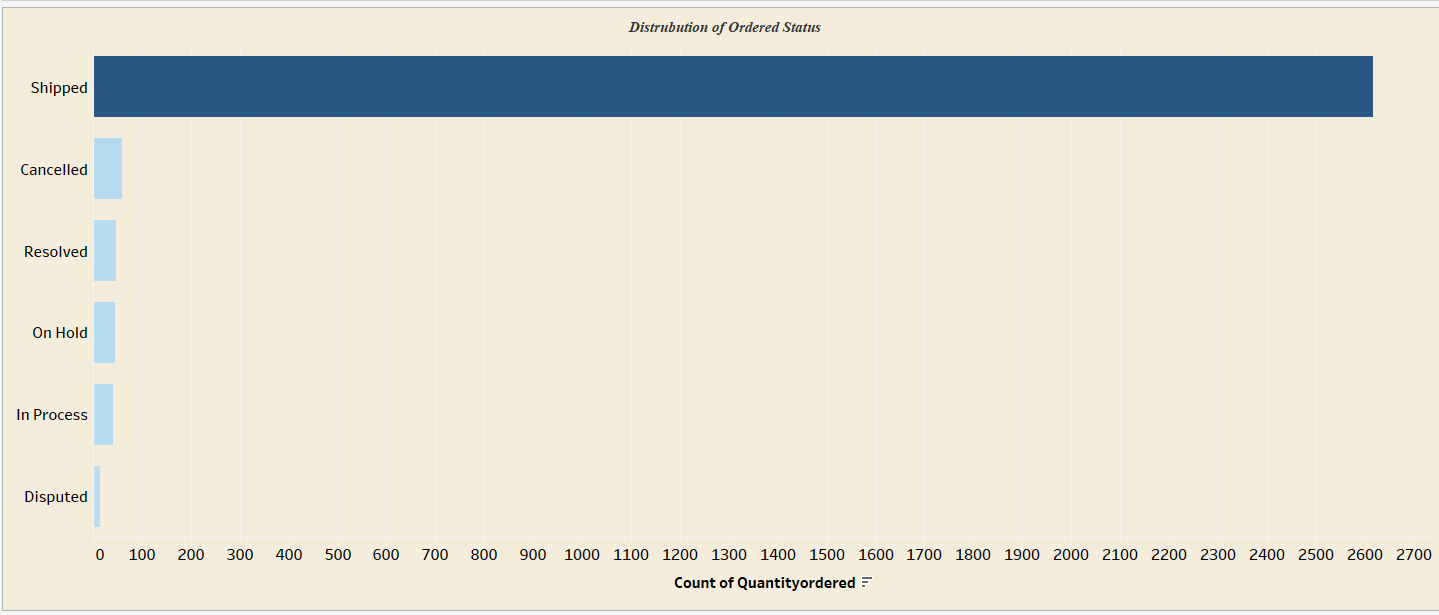 Distrubution of Ordered Status
Shipped
Cancelled
Resolved
On Hold
In Process
Disputed
0 100 200 300 400 500 600 700 800 900 1000 1100 1200 1300 1400 1500 1600 1700 1800 1900 2000 2100 2200 2300 2400 2500 2600 2700
Count of Quantityordered